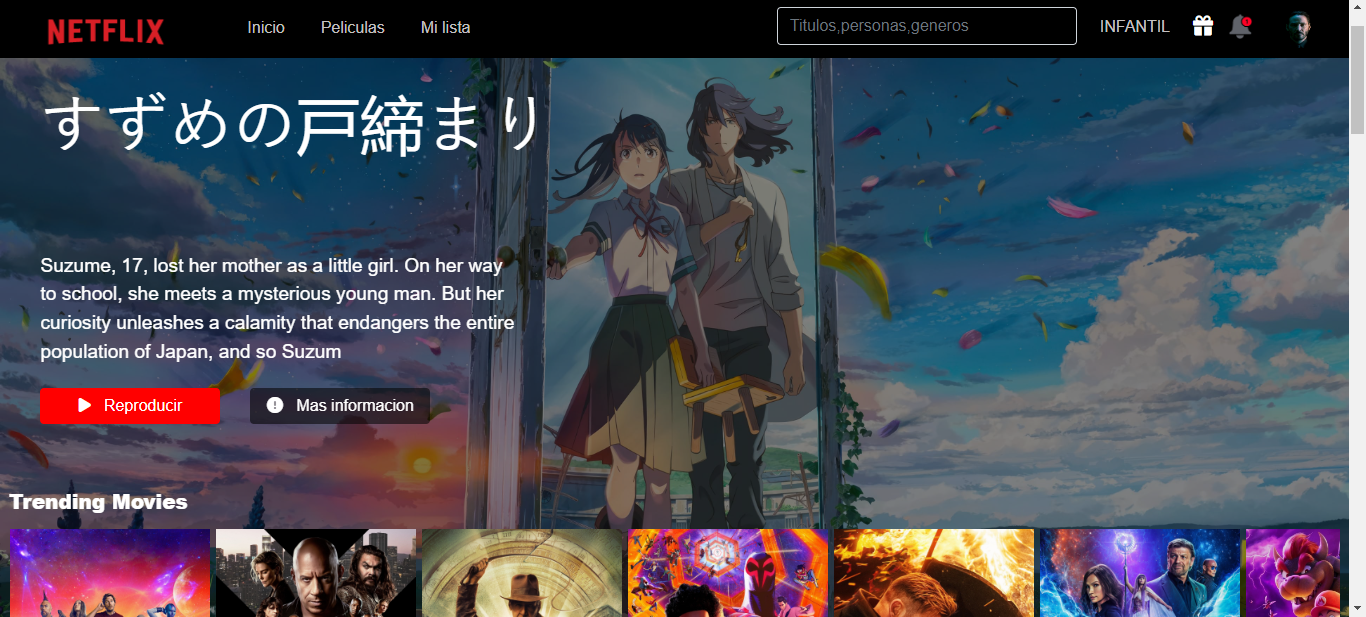 NETFLIX
Inicio
Peliculas
Mi lista
Titulos,personas,generos
INFANTIL
すずめの戸締まり
Suzume, 17, lost her mother as a little girl. On her way
to school, she meets a mysterious young man. But her
curiosity unleashes a calamity that endangers the entire
population of Japan, and so Suzum
Reproducir
Mas informacion
Trending Movies